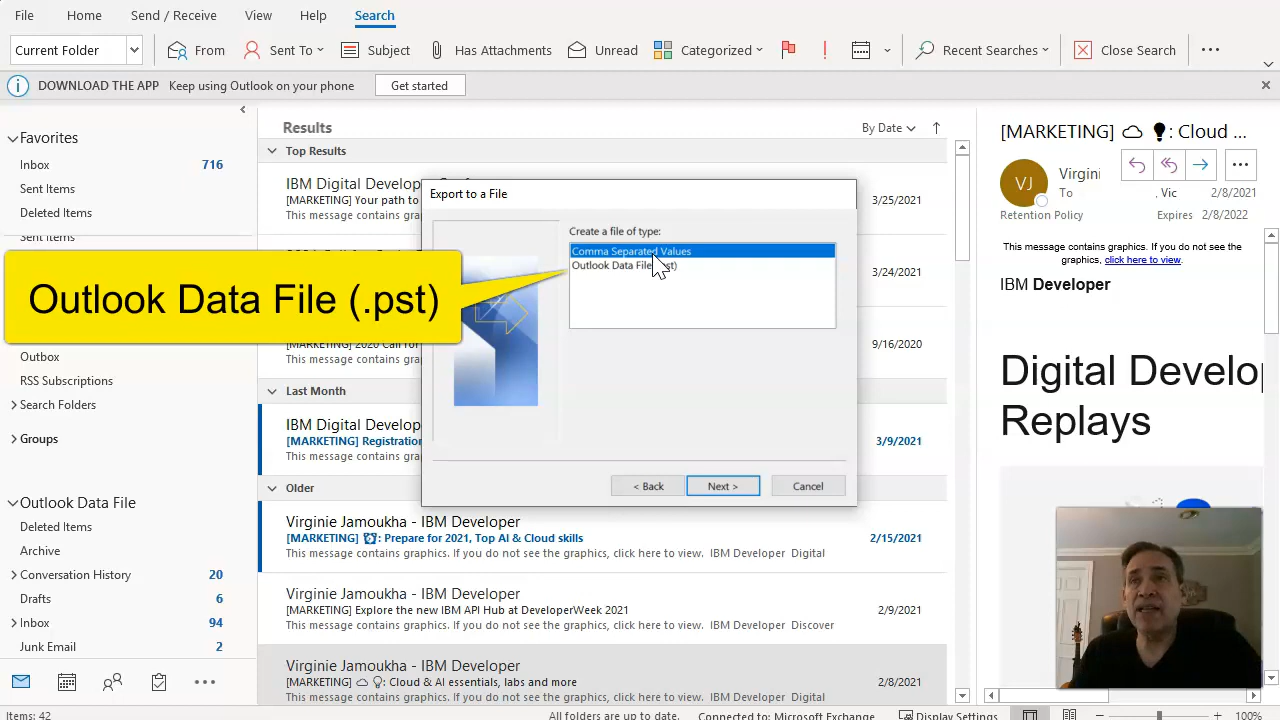 File Home Send / Receive View Help Search
Current Folder From Sent To Subject Has Attachments Unread Categorized Recent Searches Close Search
DOWNLOAD THE APP Keep using Outlook on your phone Get started
Favorites
Inbox 716
Sent Items
Deleted Items
Sent Items
Outbox
RSS Subscriptions
Search Folders
Groups
Outlook Data File
Deleted Items
Archive
Conversation History 20
Drafts 6
Inbox 94
Junk Email 2
Items: 42
Results By Date
Top Results
IBM Digital Develop
[MARKETING] Your path to 3/25/2021
This message contains gra
3/24/2021
[MARKETING] 2020 Call for 9/16/2020
This message contains gra
Last Month
IBM Digital Develop
[MARKETING] Registration 3/9/2021
This message contains gra
Older
Virginie Jamoukha - IBM Developer
[MARKETING] : Prepare for 2021, Top AI & Cloud skills 2/15/2021
This message contains graphics. If you do not see the graphics, click here to view. IBM Developer Digital
Virginie Jamoukha - IBM Developer
[MARKETING] Explore the new IBM API Hub at DeveloperWeek 2021 2/9/2021
This message contains graphics. If you do not see the graphics, click here to view. IBM Developer Discover
Virginie Jamoukha - IBM Developer
[MARKETING] : Cloud & AI essentials, labs and more 2/8/2021
This message contains graphics. If you do not see the graphics, click here to view. IBM Developer Digital
Export to a File
Create a file of type:
Comma Separated Values
Outlook Data File
< Back Next > Cancel
Outlook Data File (.pst)
[MARKETING] : Cloud ...
VJ Virgini
To . Vic 2/8/2021
Retention Policy Expires 2/8/2022
This message contains graphics. If you do not see the
graphics, click here to view.
IBM Developer
Digital Develop
Replays
All folders are up to date. Connected to: Microsoft Exchange Display Settings 100%